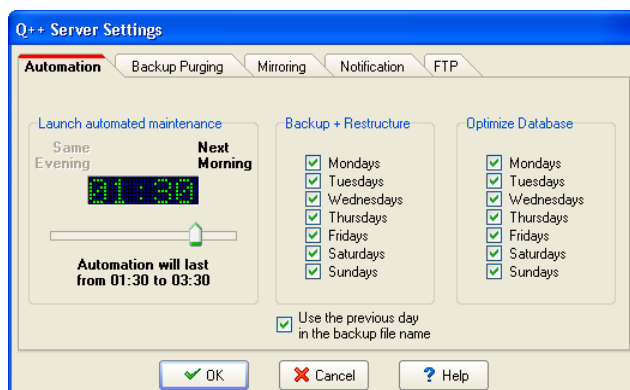 Q++ Server Settings
Automation Backup Purging Mirroring Notification FTP
Launch automated maintenance
Same Evening
Next Morning
01:30
Automation will last
from 01:30 to 03:30
Backup + Restructure
Mondays
Tuesdays
Wednesdays
Thursdays
Fridays
Saturdays
Sundays
Optimize Database
Mondays
Tuesdays
Wednesdays
Thursdays
Fridays
Saturdays
Sundays
Use the previous day
in the backup file name
OK Cancel ? Help